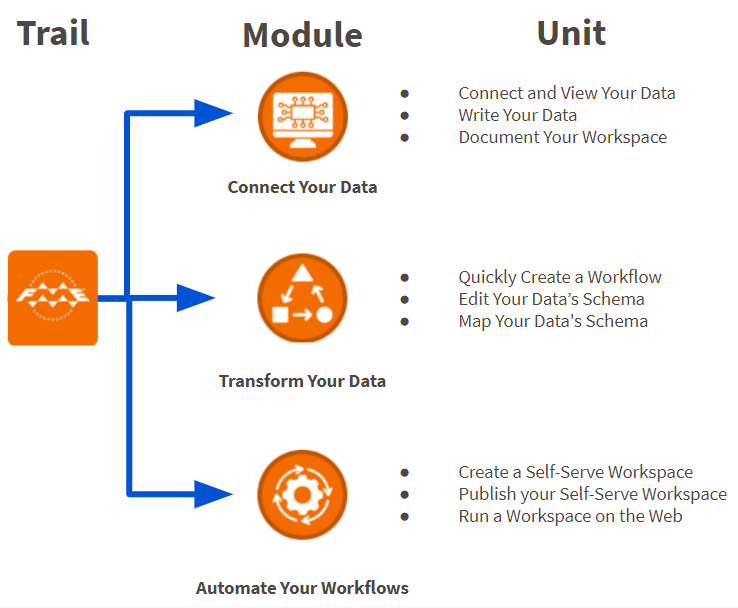 Trail
Module
Unit
Connect Your Data
● Connect and View Your Data
● Write Your Data
● Document Your Workspace
FME
Transform Your Data
● Quickly Create a Workflow
● Edit Your Data’s Schema
● Map Your Data's Schema
Automate Your Workflows
● Create a Self-Serve Workspace
● Publish your Self-Serve Workspace
● Run a Workspace on the Web